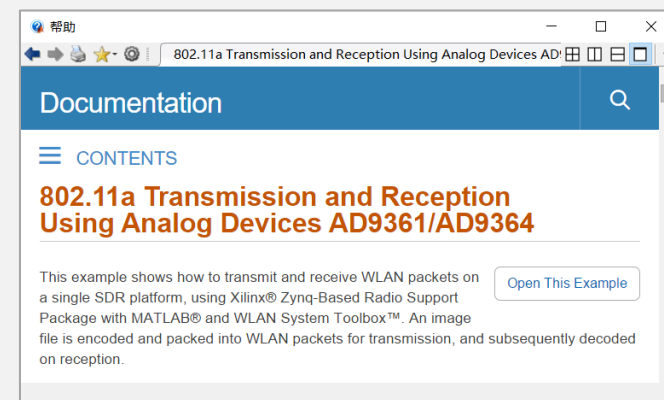 帮助
802.11a Transmission and Reception Using Analog Devices AD
Documentation
CONTENTS
802.11a Transmission and Reception
Using Analog Devices AD9361/AD9364
This example shows how to transmit and receive WLAN packets on
a single SDR platform, using Xilinx® Zynq-Based Radio Support
Package with MATLAB® and WLAN System Toolbox™. An image
file is encoded and packed into WLAN packets for transmission, and subsequently decoded
on reception.
Open This Example